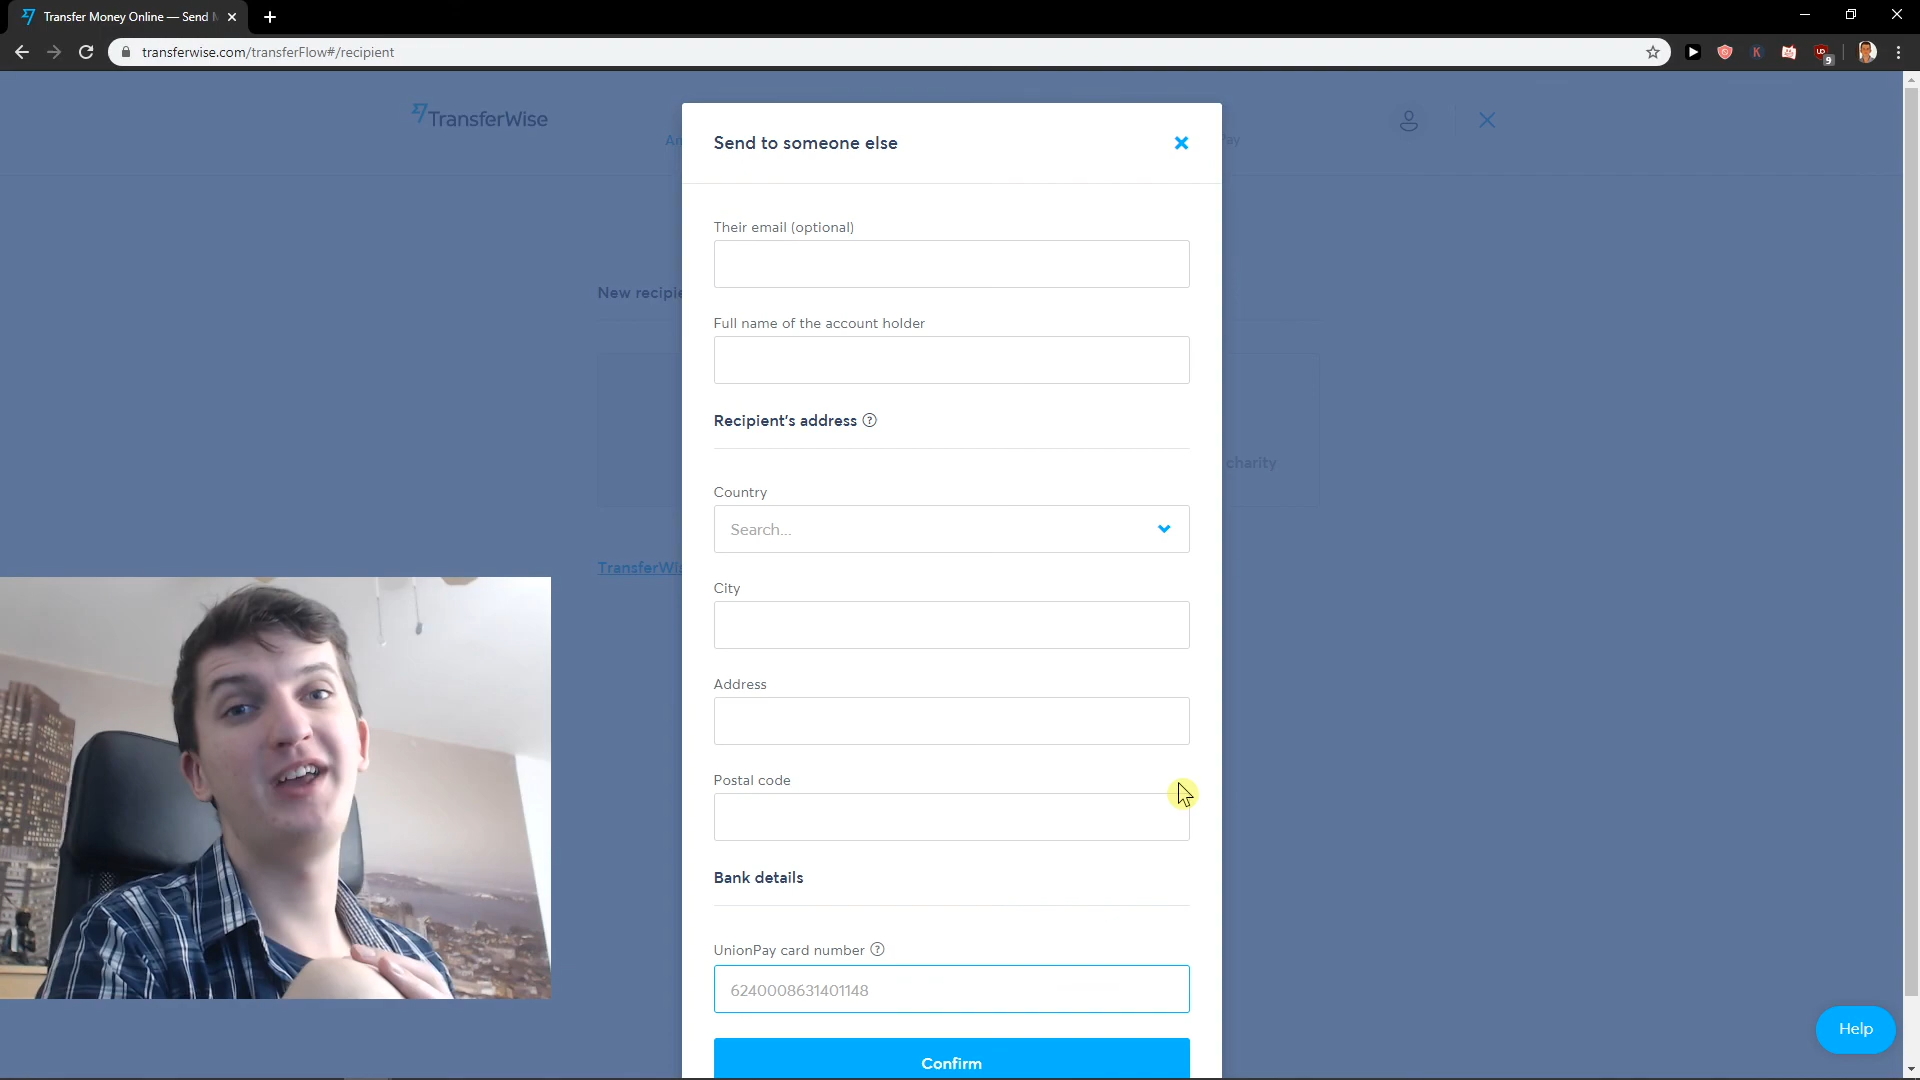 Transfer Money Online — Send
transferwise.com/transferFlow#/recipient
K
UD
9
TransferWise
Send to someone else
Their email (optional)
New
Full name of the account holder
Recipient's address ?
charity
Country
Search...
City
Address
Postal code
Bank details
UnionPay card number ?
6240008631401148
Help
Confirm